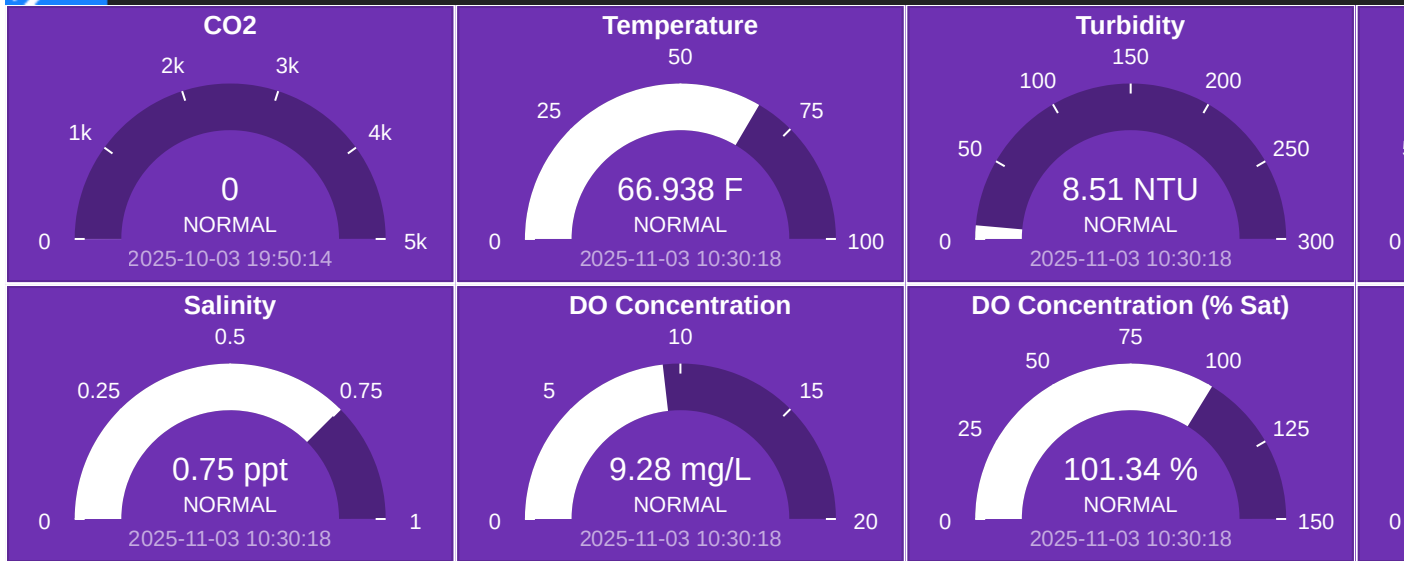 CO2
2k
3k
1k
4k
0
NORMAL
0
5k
2025-10-03 19:50:14
Temperature
50
25
75
66.938 F
NORMAL
0
100
2025-11-03 10:30:18
Turbidity
150
100
200
50
250
8.51 NTU
NORMAL
0
300
2025-11-03 10:30:18
0
Salinity
0.5
0.25
0.75
0.75 ppt
NORMAL
0
1
2025-11-03 10:30:18
DO Concentration
10
5
15
9.28 mg/L
NORMAL
0
20
2025-11-03 10:30:18
DO Concentration (% Sat)
75
50
100
25
125
101.34 %
NORMAL
0
150
2025-11-03 10:30:18
0